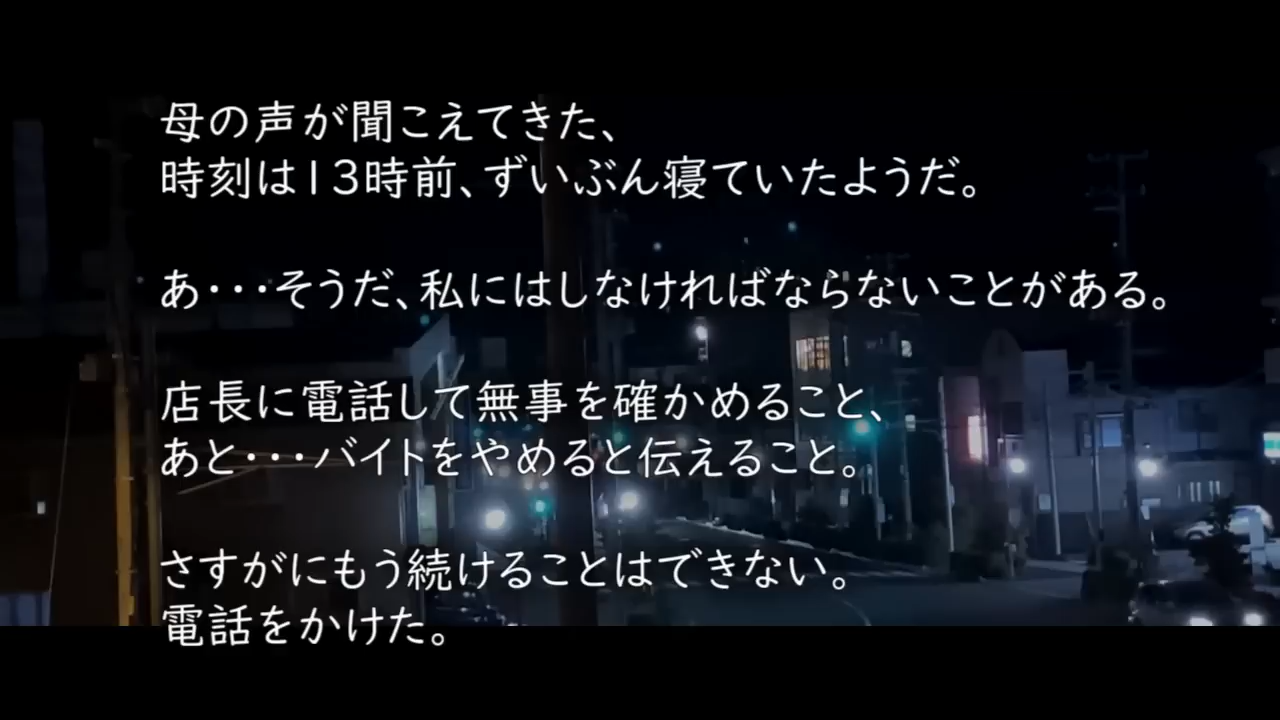 母の声が聞こえてきた、
時刻は13時前、ずいぶん寝ていたようだ。
あ・・・そうだ、私にはしなければならないことがある。
店長に電話して無事を確かめること、
あと・・・バイトをやめると伝えること。
さすがにもう続けることはできない。
電話をかけた。